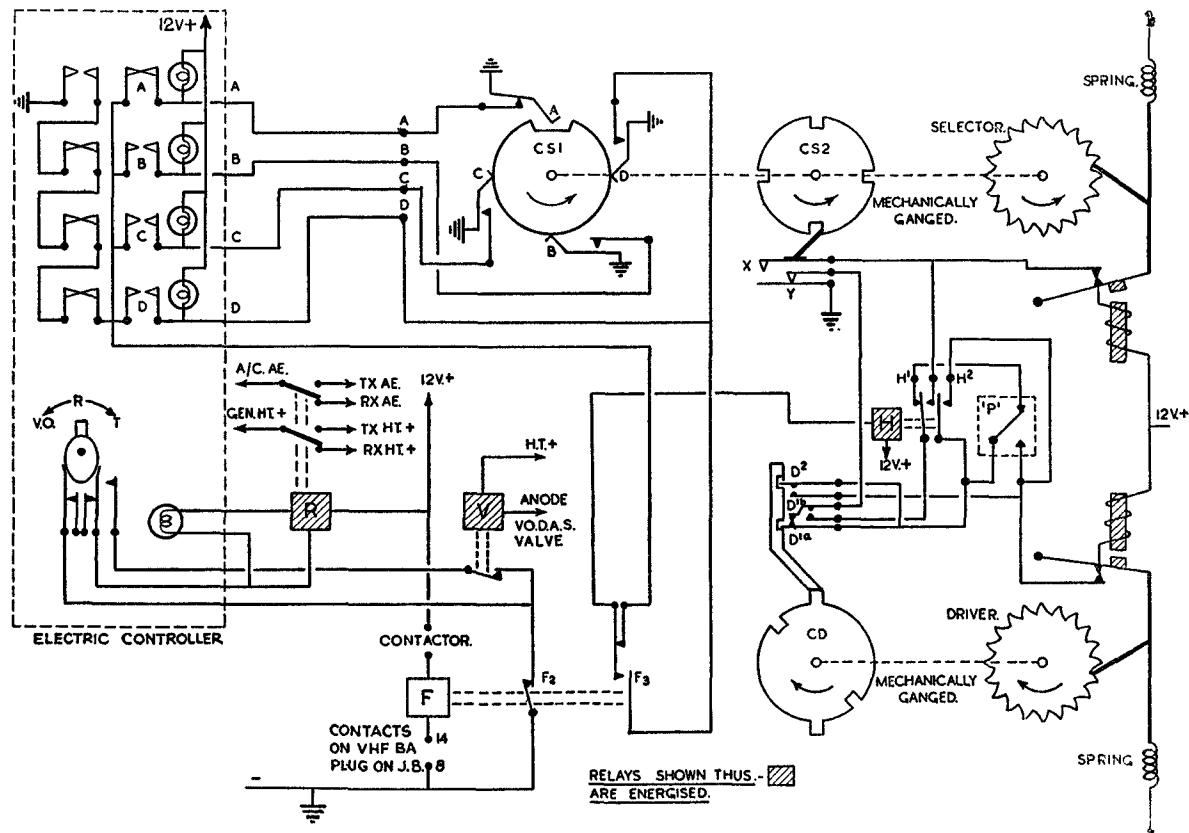 12V+
A
B
C
D
A
B
C
D
A
B
C
D
A
CS1
C
D
B
CS2
SELECTOR.
SPRING.
MECHANICALLY
GANGED.
X
Y
H1
H2
'P'
H
12V.+
12V.+
D2
D1b
D1a
A/C. AE.
TX AE.
RX AE.
GEN.HT.+
TX HT.+
RX HT.+
12V.+
R
V.O.
T
R
V
H.T.+
ANODE
V.O.D.A.S.
VALVE
ELECTRIC CONTROLLER
CONTACTOR.
F
F2
F3
CONTACTS
ON VHF BA
PLUG ON J.B.
14
8
-
CD
DRIVER.
MECHANICALLY
GANGED.
SPRING
RELAYS SHOWN THUS.-
ARE ENERGISED.